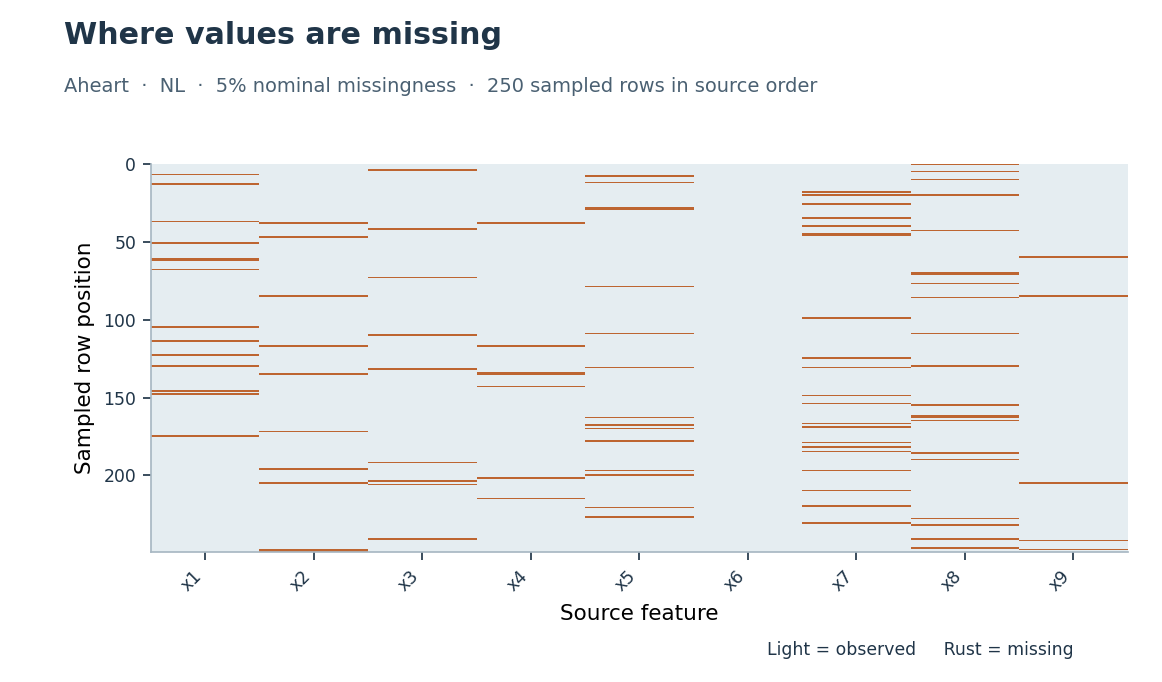 Where values are missing
Aheart · NL · 5% nominal missingness · 250 sampled rows in source order
0
50
100
150
200
Sampled row position
x1 x2 x3 x4 x5 x6 x7 x8 x9
Source feature
Light = observed Rust = missing